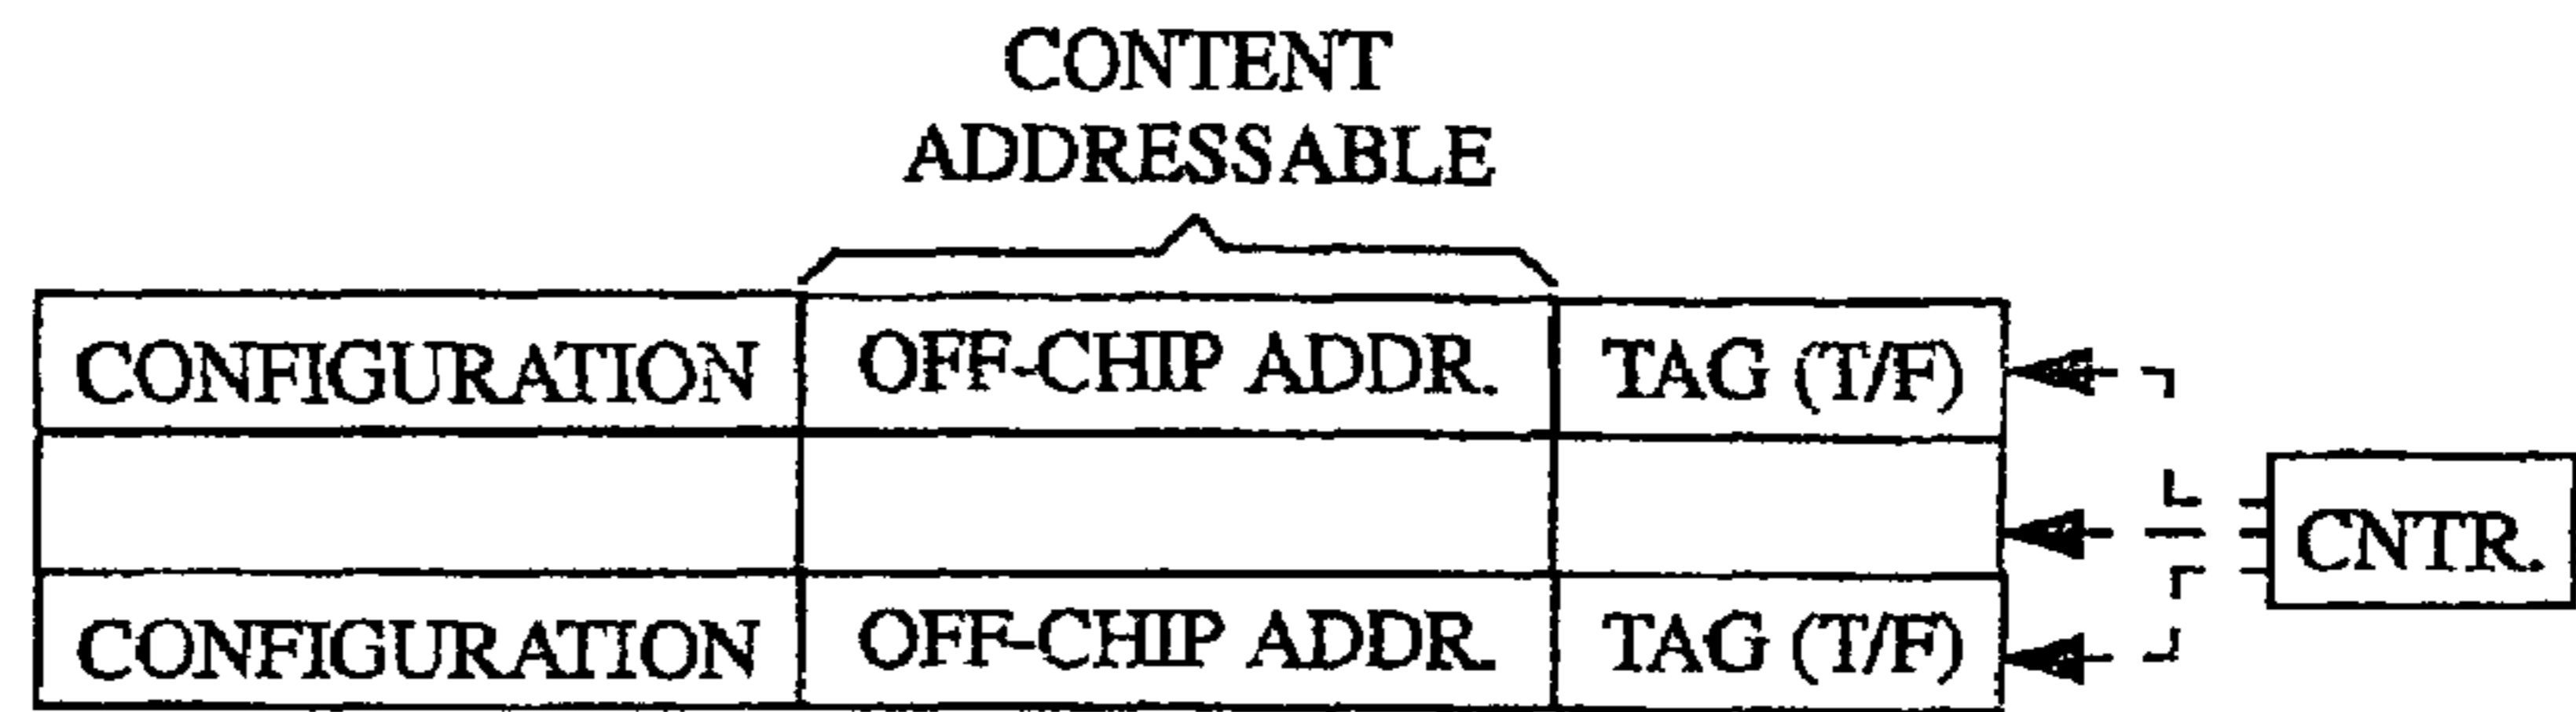 CONTENT
ADDRESSABLE
CONFIGURATION OFF-CHIP ADDR. TAG (T/F)
CNTR.
CONFIGURATION OFF-CHIP ADDR. TAG (T/F)